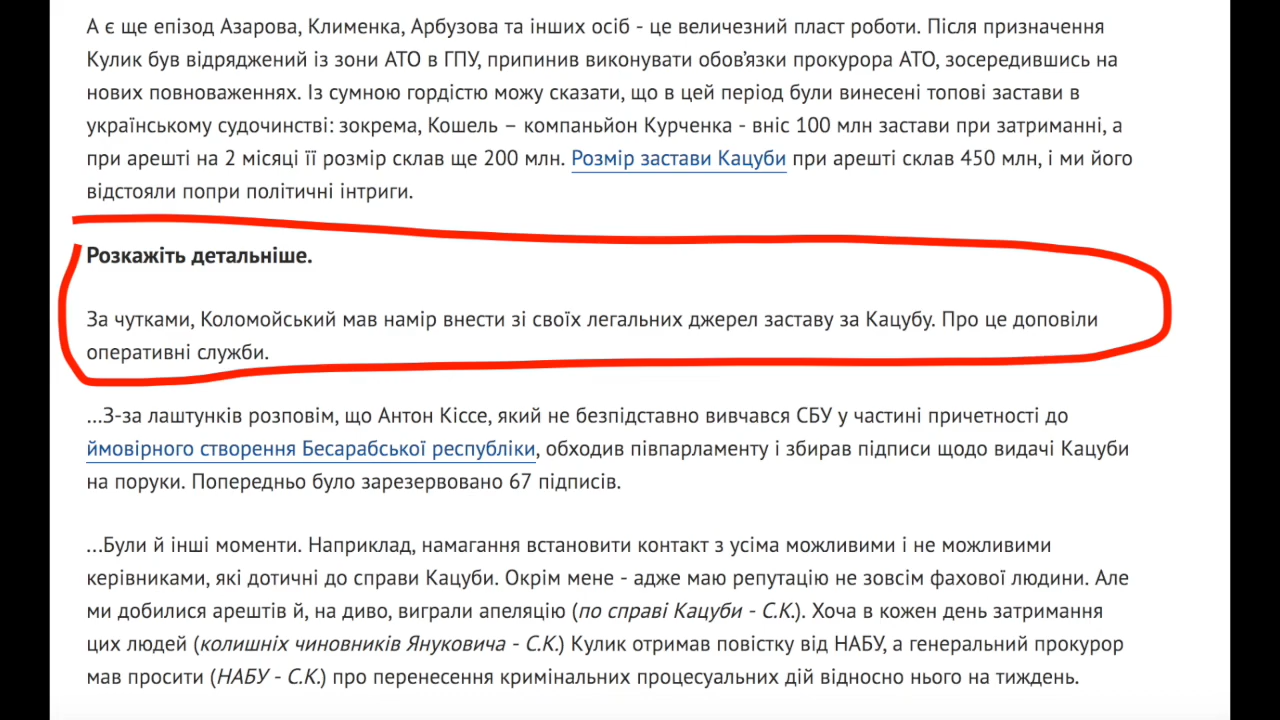 А є ще епізод Азарова, Клименка, Арбузова та інших осіб - це величезний пласт роботи. Після призначення
Кулик був відряджений із зони АТО в ГПУ, припинив виконувати обов’язки прокурора АТО, зосередившись на
нових повноваженнях. Із сумною гордістю можу сказати, що в цей період були винесені топові застави в
українському судочинстві: зокрема, Кошель – компаньйон Курченка - вніс 100 млн застави при затриманні, а
при арешті на 2 місяці її розмір склав ще 200 млн. Розмір застави Кацуби при арешті склав 450 млн, і ми його
відстояли попри політичні інтриги.
Розкажіть детальніше.
За чутками, Коломойський мав намір внести зі своїх легальних джерел заставу за Кацубу. Про це доповіли
оперативні служби.
...З-за лаштунків розповім, що Антон Кіссе, який не безпідставно вивчався СБУ у частині причетності до
ймовірного створення Бесарабської республіки, обходив півпарламенту і збирав підписи щодо видачі Кацуби
на поруки. Попередньо було зарезервовано 67 підписів.
...Були й інші моменти. Наприклад, намагання встановити контакт з усіма можливими і не можливими
керівниками, які дотичні до справи Кацуби. Окрім мене - адже маю репутацію не зовсім фахової людини. Але
ми добилися арештів й, на диво, виграли апеляцію (по справі Кацуби - С.К.). Хоча в кожен день затримання
цих людей (колишніх чиновників Януковича - С.К.) Кулик отримав повістку від НАБУ, а генеральний прокурор
мав просити (НАБУ - С.К.) про перенесення кримінальних процесуальних дій відносно нього на тиждень.